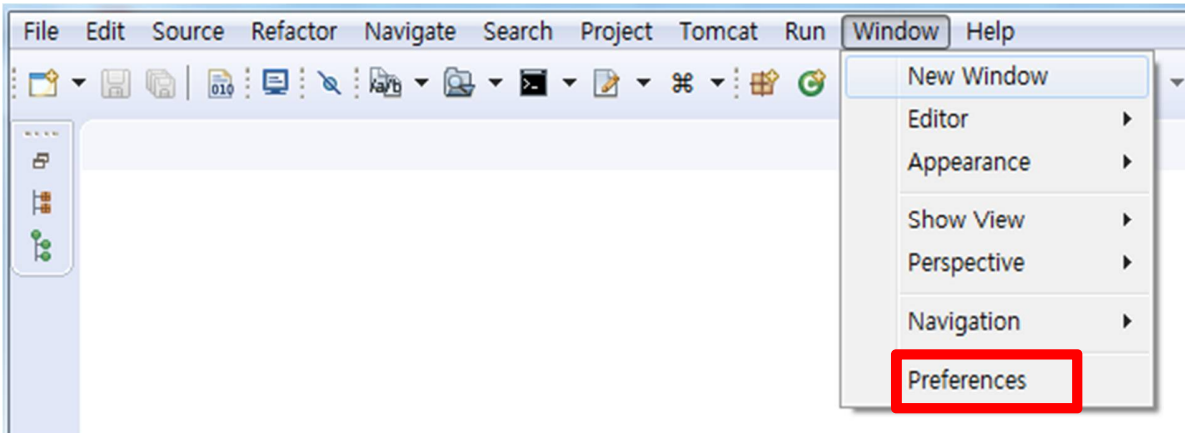 File Edit Source Refactor Navigate Search Project Tomcat Run Window Help
010
New Window
Editor
Appearance
Show View
Perspective
Navigation
Preferences